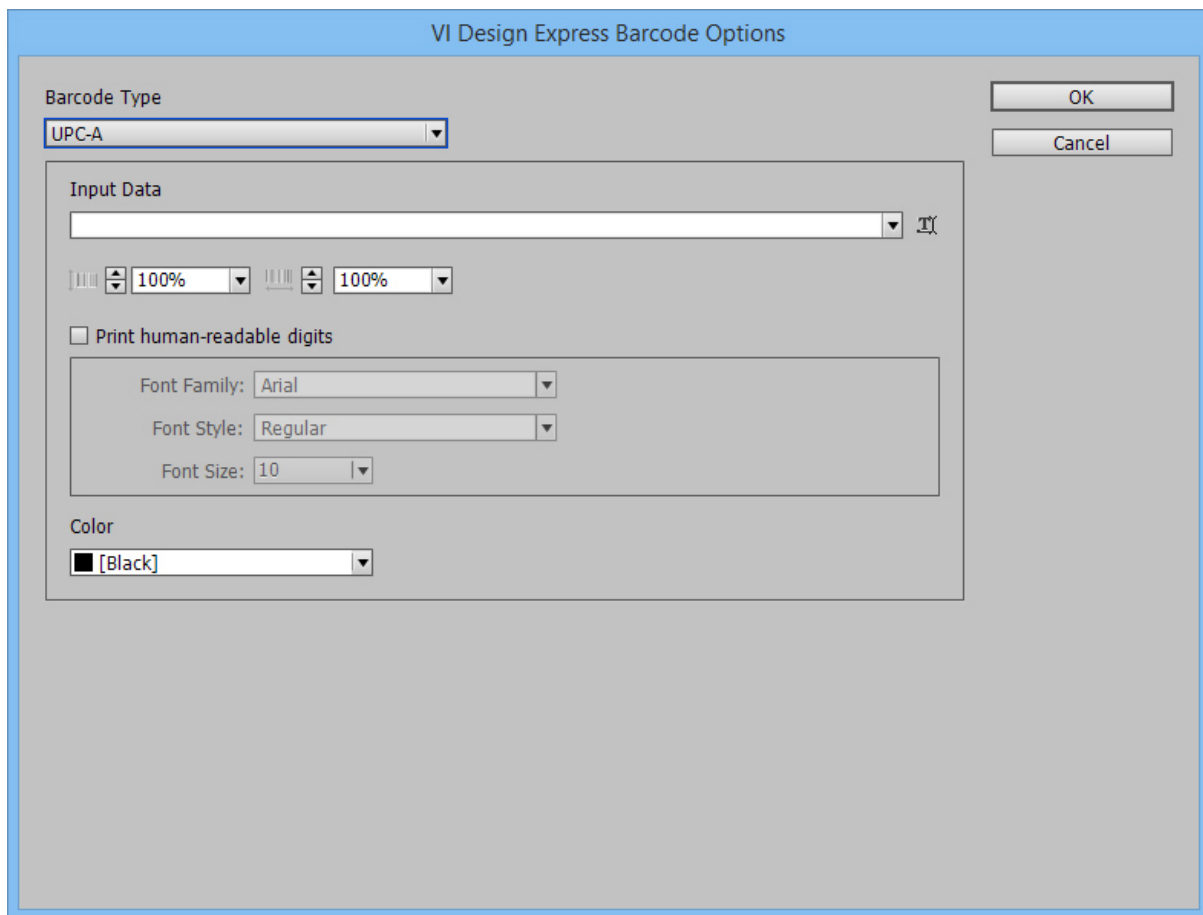 VI Design Express Barcode Options
Barcode Type
OK
UPC-A
Cancel
Input Data
100% 100%
Print human-readable digits
Font Family: Arial
Font Style: Regular
Font Size: 10
Color
[Black]